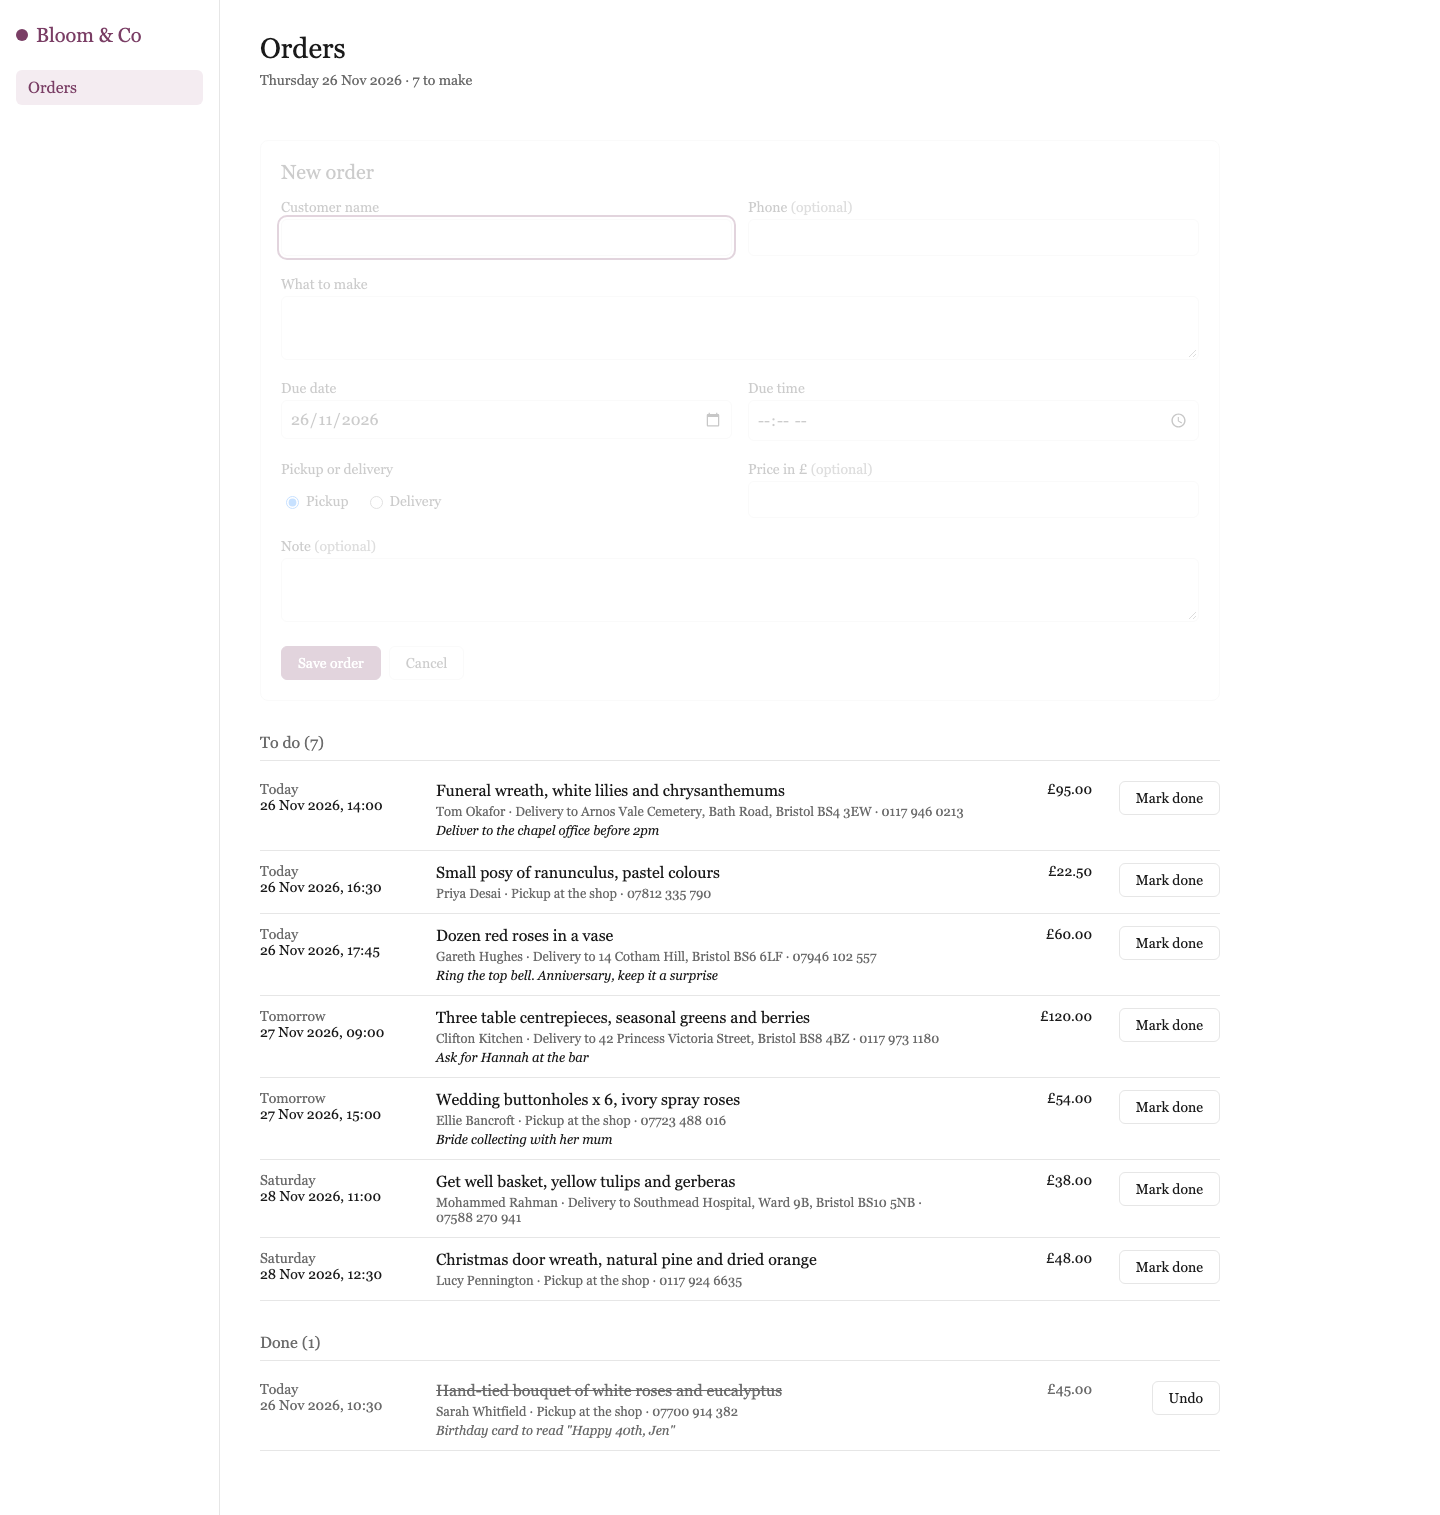 Bloom & Co
Orders
Orders
Thursday 26 Nov 2026 · 7 to make
New order
Customer name
Phone (optional)
What to make
Due date
Due time
26/11/2026
--:-- --
Pickup or delivery
Price in £ (optional)
Pickup
Delivery
Note (optional)
Save order
Cancel
To do (7)
Today
26 Nov 2026, 14:00
Funeral wreath, white lilies and chrysanthemums
Tom Okafor · Delivery to Arnos Vale Cemetery, Bath Road, Bristol BS4 3EW · 0117 946 0213
Deliver to the chapel office before 2pm
£95.00
Mark done
Today
26 Nov 2026, 16:30
Small posy of ranunculus, pastel colours
Priya Desai · Pickup at the shop · 07812 335 790
£22.50
Mark done
Today
26 Nov 2026, 17:45
Dozen red roses in a vase
Gareth Hughes · Delivery to 14 Cotham Hill, Bristol BS6 6LF · 07946 102 557
Ring the top bell. Anniversary, keep it a surprise
£60.00
Mark done
Tomorrow
27 Nov 2026, 09:00
Three table centrepieces, seasonal greens and berries
Clifton Kitchen · Delivery to 42 Princess Victoria Street, Bristol BS8 4BZ · 0117 973 1180
Ask for Hannah at the bar
£120.00
Mark done
Tomorrow
27 Nov 2026, 15:00
Wedding buttonholes x 6, ivory spray roses
Ellie Bancroft · Pickup at the shop · 07723 488 016
Bride collecting with her mum
£54.00
Mark done
Saturday
28 Nov 2026, 11:00
Get well basket, yellow tulips and gerberas
Mohammed Rahman · Delivery to Southmead Hospital, Ward 9B, Bristol BS10 5NB ·
07588 270 941
£38.00
Mark done
Saturday
28 Nov 2026, 12:30
Christmas door wreath, natural pine and dried orange
Lucy Pennington · Pickup at the shop · 0117 924 6635
£48.00
Mark done
Done (1)
Today
26 Nov 2026, 10:30
Hand-tied bouquet of white roses and eucalyptus
Sarah Whitfield · Pickup at the shop · 07700 914 382
Birthday card to read "Happy 40th, Jen"
£45.00
Undo